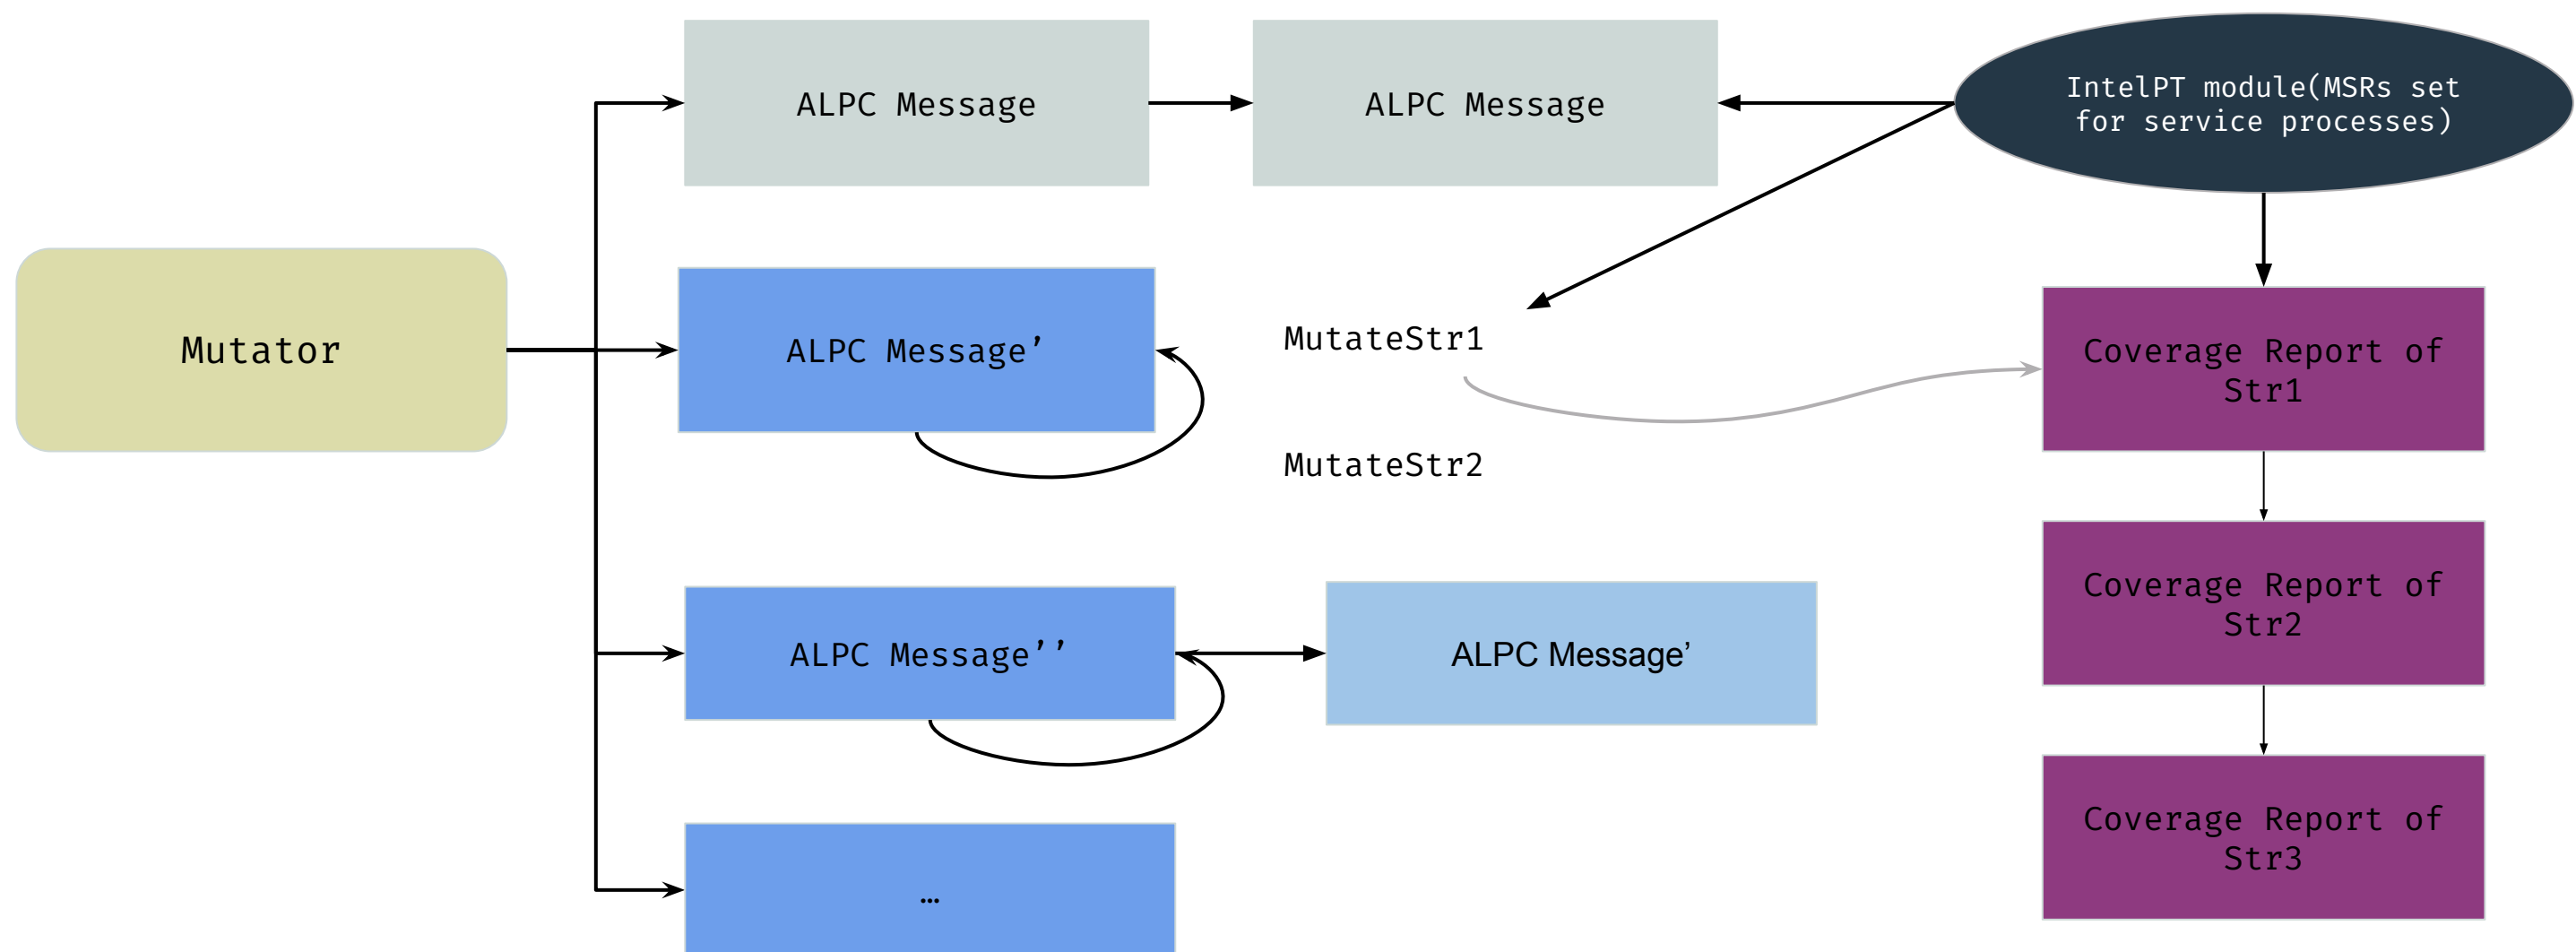 ALPC Message
ALPC Message
IntelPT module(MSRs set
for service processes)
Mutator
ALPC Message’
MutateStr1
Coverage Report of
Str1
MutateStr2
ALPC Message’’
ALPC Message’
Coverage Report of
Str2
Coverage Report of
Str3
…